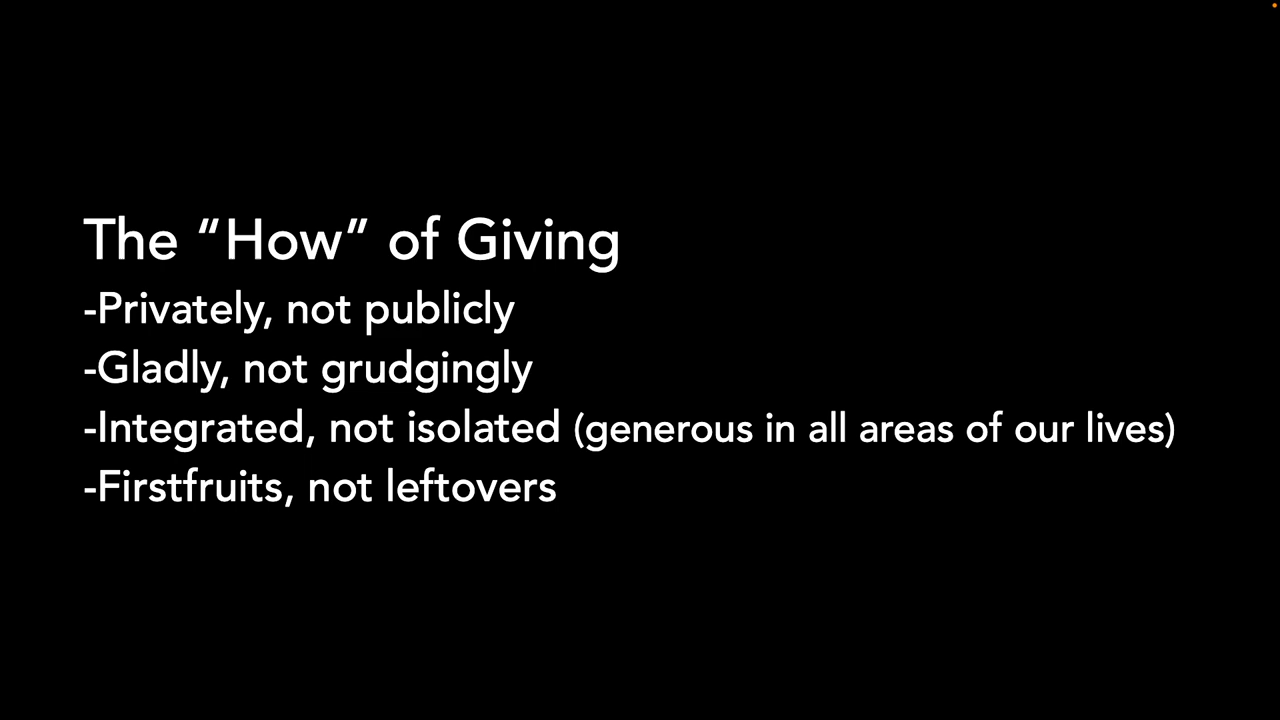 The “How” of Giving
-Privately, not publicly
-Gladly, not grudgingly
-Integrated, not isolated (generous in all areas of our lives)
-Firstfruits, not leftovers